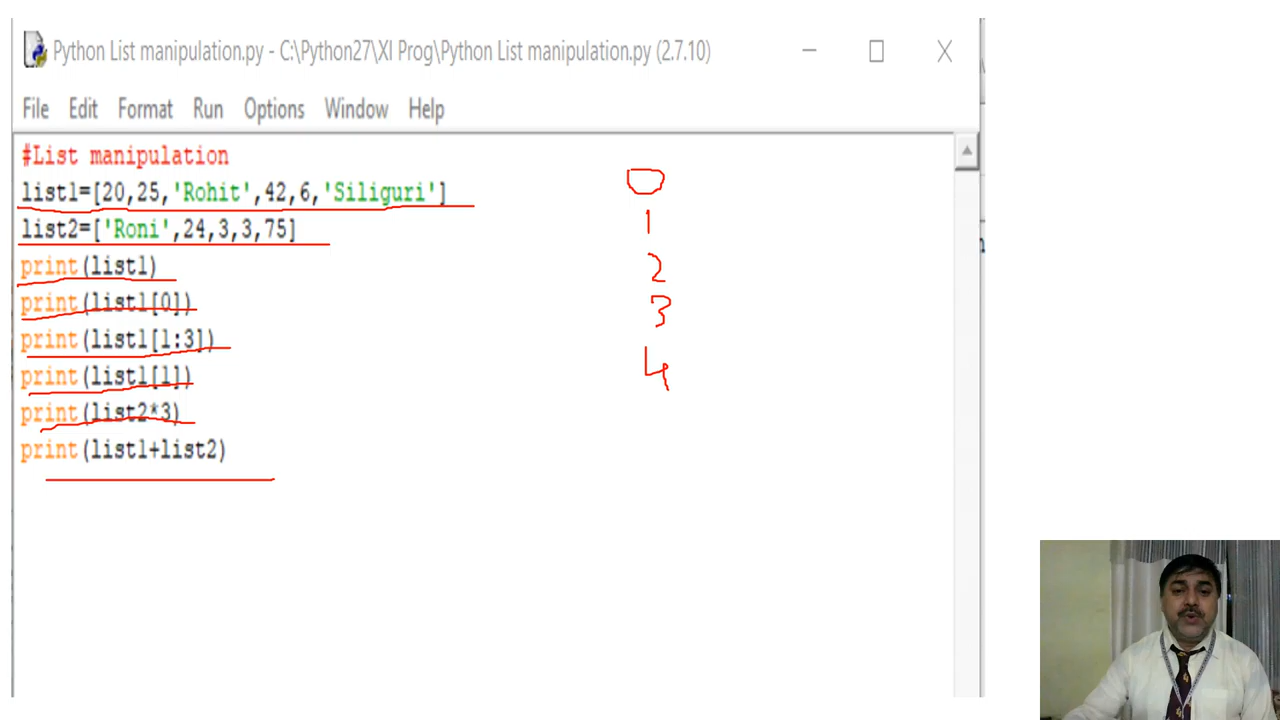 Python List manipulation.py - C:\Python27\XI Prog\Python List manipulation.py (2.7.10)
File Edit Format Run Options Window Help
#List manipulation
list1=[20,25,'Rohit',42,6,'Siliguri']
list2=['Roni',24,3,3,75]
print(list1)
print(list1[0])
print(list1[1:3])
print(list1[1])
print(list2*3)
print(list1+list2)
0
1
2
3
4